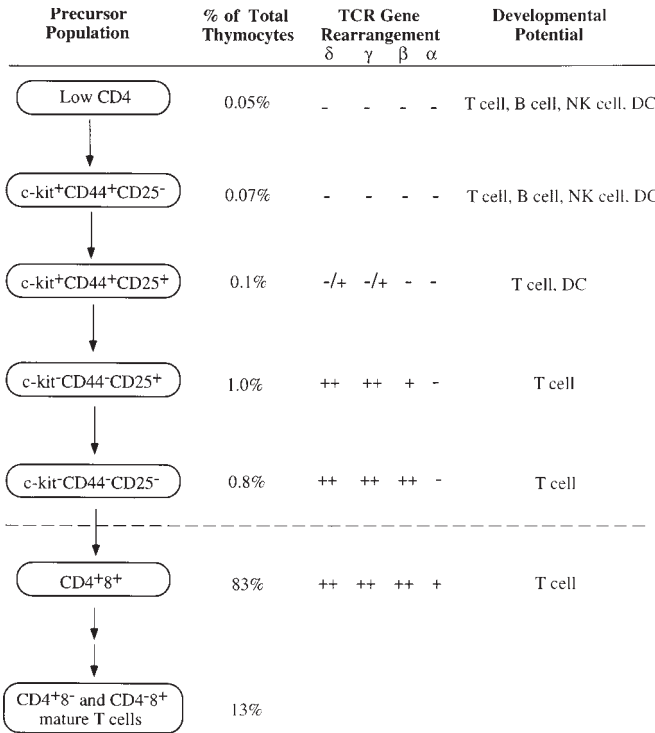 Precursor Population % of Total Thymocytes TCR Gene Rearrangement Developmental Potential
δ γ β α
Low CD4 0.05% - - - - T cell, B cell, NK cell, DC
c-kit+CD44+CD25- 0.07% - - - - T cell, B cell, NK cell, DC
c-kit+CD44+CD25+ 0.1% -/+ -/+ - - T cell, DC
c-kit-CD44-CD25+ 1.0% ++ ++ + - T cell
c-kit-CD44-CD25- 0.8% ++ ++ ++ - T cell
CD4+8+ 83% ++ ++ ++ + T cell
CD4+8- and CD4-8+ mature T cells 13%